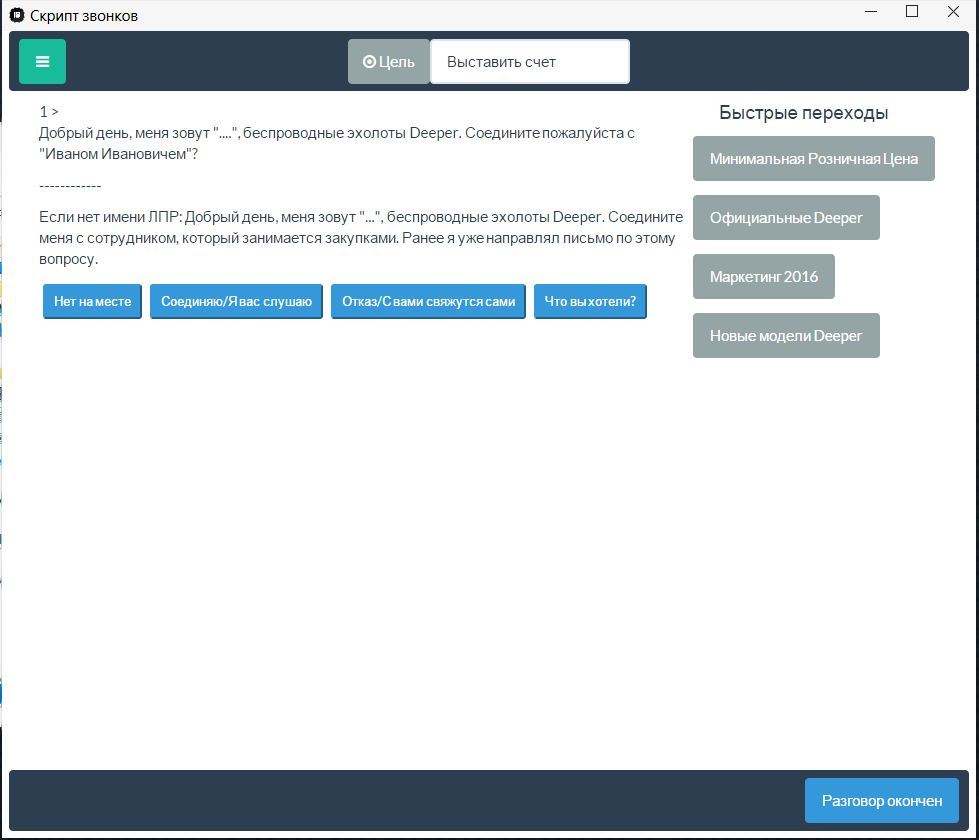 Скрипт звонков
Цель
Выставить счет
1 >
Добрый день, меня зовут "....", беспроводные эхолоты Deeper. Соедините пожалуйста с
"Иваном Ивановичем"?
------------
Если нет имени ЛПР: Добрый день, меня зовут "...", беспроводные эхолоты Deeper. Соедините
меня с сотрудником, который занимается закупками. Ранее я уже направлял письмо по этому
вопросу.
Нет на месте
Соединяю/Я вас слушаю
Отказ/С вами свяжутся сами
Что вы хотели?
Быстрые переходы
Минимальная Розничная Цена
Официальные Deeper
Маркетинг 2016
Новые модели Deeper
Разговор окончен